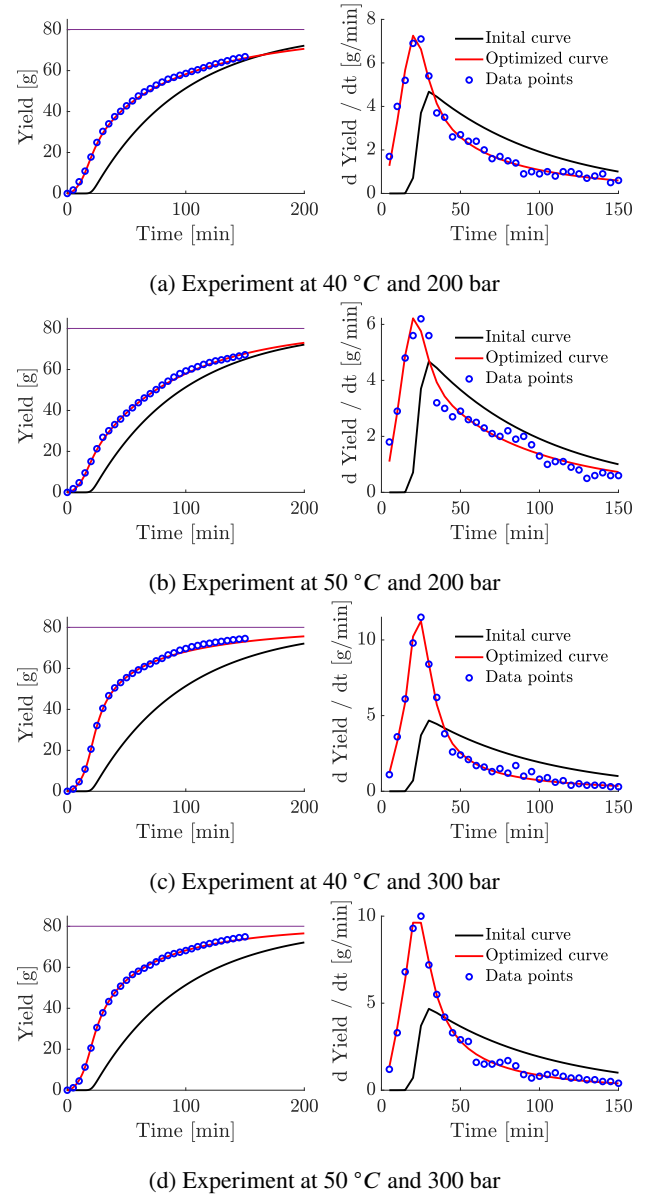 80
60
40
20
0
Yield [g]
0 100 200
Time [min]
8
6
4
2
0
d Yield / dt [g/min]
Inital curve
Optimized curve
Data points
0 50 100 150
Time [min]
(a) Experiment at 40 °C and 200 bar
80
60
40
20
0
Yield [g]
0 100 200
Time [min]
6
4
2
0
d Yield / dt [g/min]
Inital curve
Optimized curve
Data points
0 50 100 150
Time [min]
(b) Experiment at 50 °C and 200 bar
80
60
40
20
0
Yield [g]
0 100 200
Time [min]
10
5
0
d Yield / dt [g/min]
Inital curve
Optimized curve
Data points
0 50 100 150
Time [min]
(c) Experiment at 40 °C and 300 bar
80
60
40
20
0
Yield [g]
0 100 200
Time [min]
10
5
0
d Yield / dt [g/min]
Inital curve
Optimized curve
Data points
0 50 100 150
Time [min]
(d) Experiment at 50 °C and 300 bar